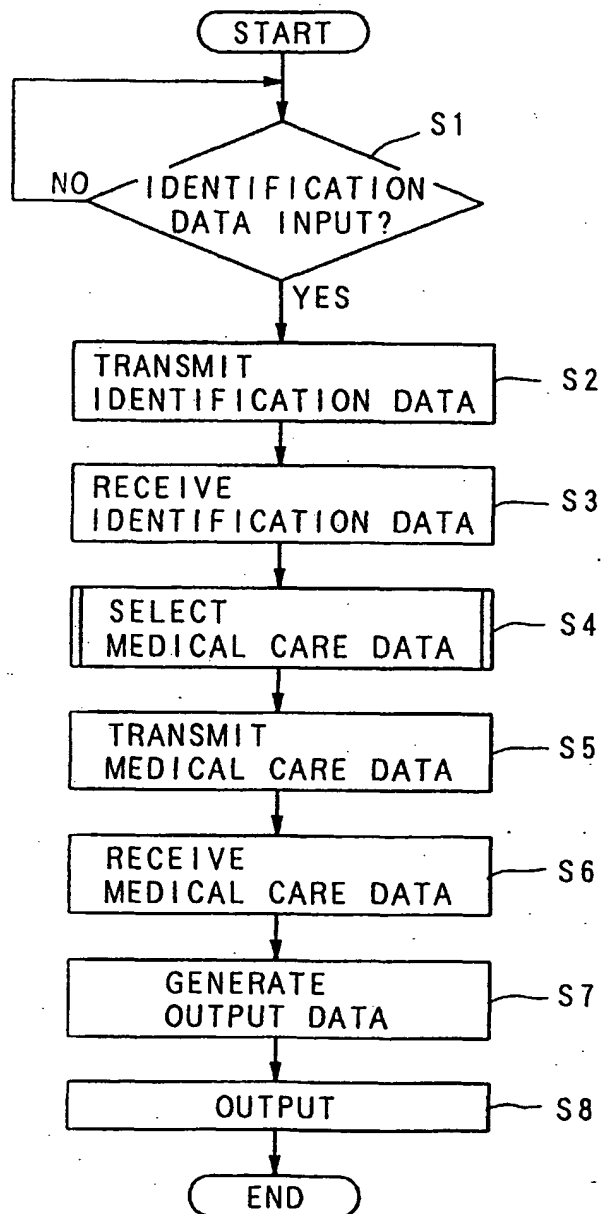 START
S1
NO
IDENTIFICATION
DATA INPUT?
YES
TRANSMIT
IDENTIFICATION DATA
S2
RECEIVE
IDENTIFICATION DATA
S3
SELECT
MEDICAL CARE DATA
S4
TRANSMIT
MEDICAL CARE DATA
S5
RECEIVE
MEDICAL CARE DATA
S6
GENERATE
OUTPUT DATA
S7
OUTPUT
S8
END